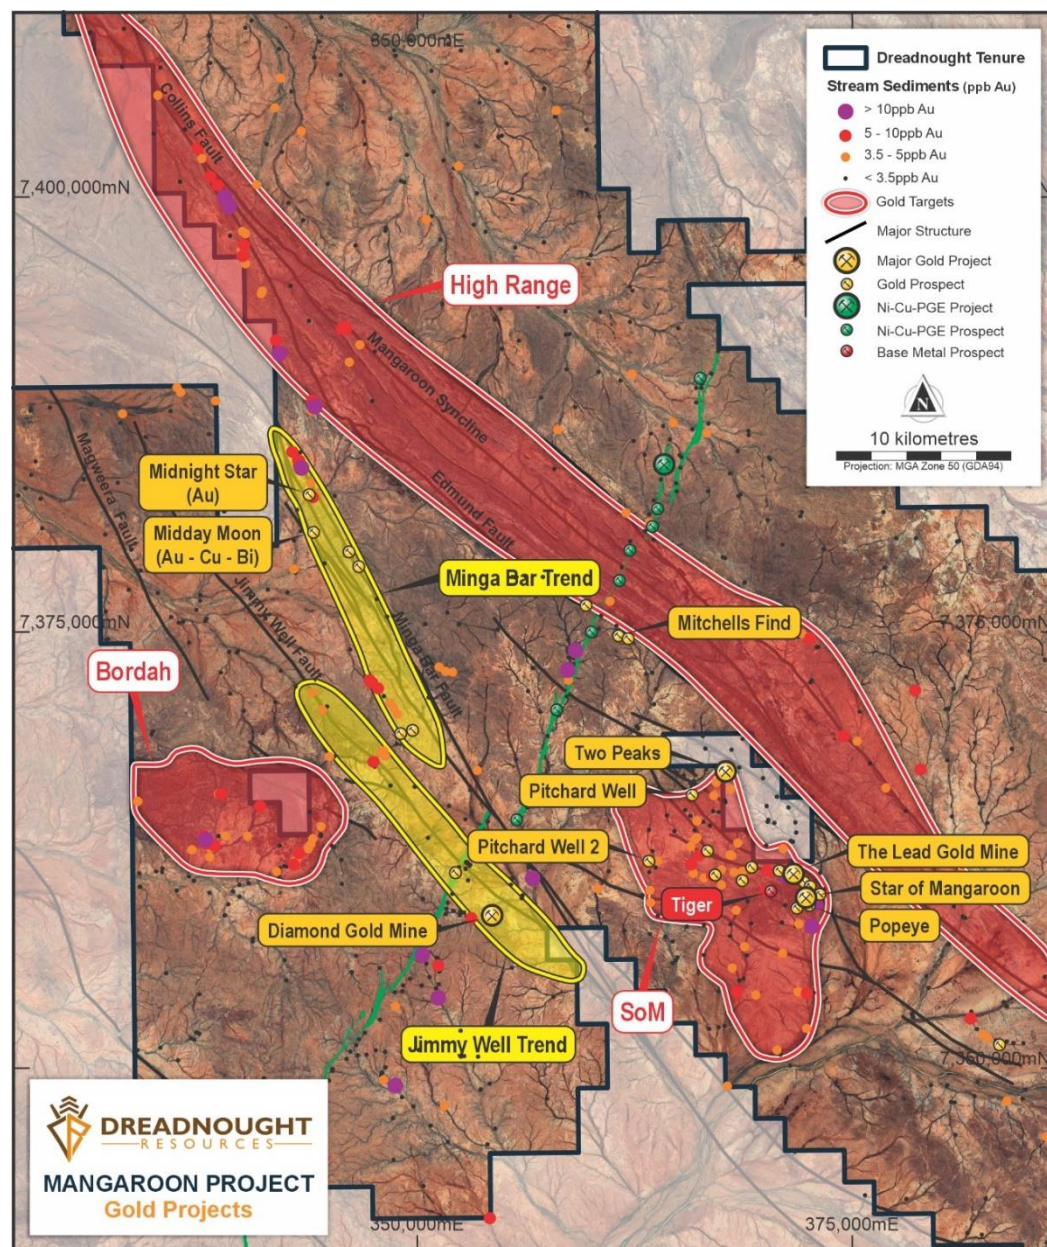 350,000mE
Dreadnought Tenure
Stream Sediments (ppb Au)
> 10ppb Au
5 - 10ppb Au
3.5 - 5ppb Au
< 3.5ppb Au
Gold Targets
Major Structure
Major Gold Project
Gold Prospect
Ni-Cu-PGE Project
Ni-Cu-PGE Prospect
Base Metal Prospect
N
10 kilometres
Projection: MGA Zone 50 (GDA94)
Collins Fault
7,400,000mN
High Range
Mangaroon Syncline
Edmund Fault
Magweera Fault
Midnight Star
(Au)
Midday Moon
(Au - Cu - Bi)
Minga Bar Trend
Jimmy Well Fault
Minga Bar Fault
7,375,000mN
7,375,000mN
Mitchells Find
Bordah
Two Peaks
Pitchard Well
Pitchard Well 2
The Lead Gold Mine
Star of Mangaroon
Tiger
Popeye
Diamond Gold Mine
SoM
Jimmy Well Trend
7,350,000mN
DREADNOUGHT
RESOURCES
MANGAROON PROJECT
Gold Projects
350,000mE
375,000mE